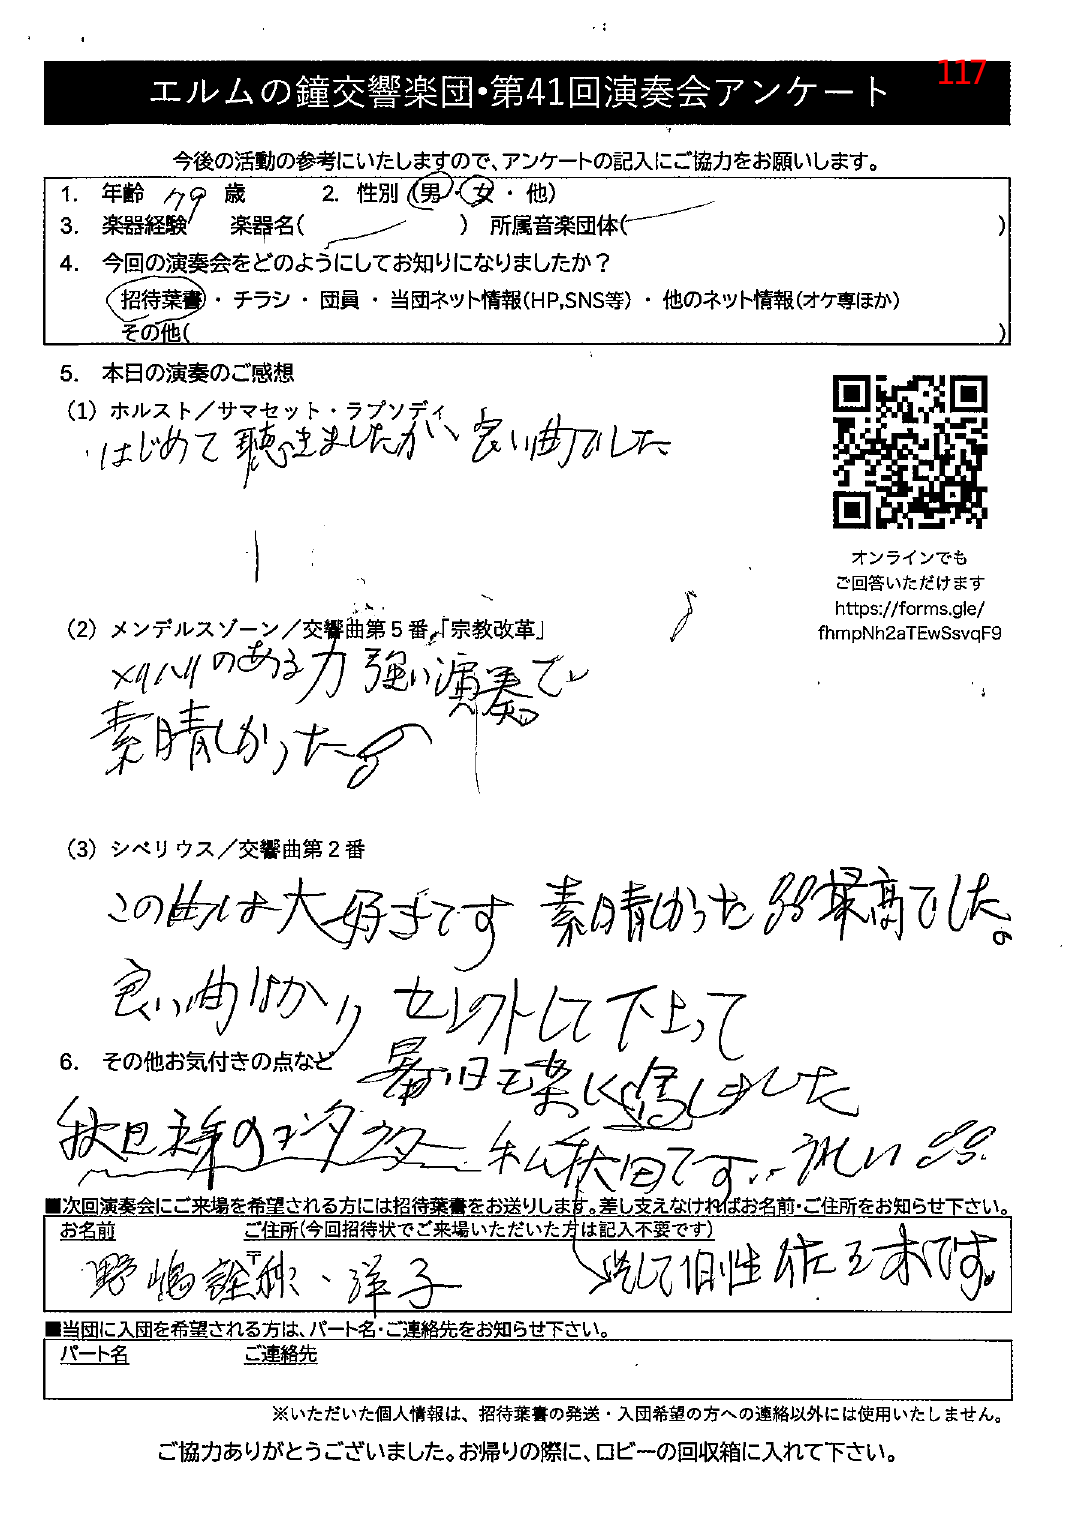 117
エルムの鐘交響楽団・第41回演奏会アンケート
今後の活動の参考にいたしますので、アンケートの記入にご協力をお願いします。
1. 年齢 79 歳 2. 性別(男・女・他)
3. 楽器経験 楽器名( ) 所属音楽団体( )
4. 今回の演奏会をどのようにしてお知りになりましたか？
招待葉書・チラシ・団員・当団ネット情報(HP,SNS等)・他のネット情報(オケ専ほか)
その他( )
5. 本日の演奏のご感想
(1) ホルスト／サマセット・ラプソディ
はじめて聴きましたが、良い曲でした
オンラインでも
ご回答いただけます
https://forms.gle/
fhmpNh2aTEwSsvqF9
(2) メンデルスゾーン／交響曲第５番「宗教改革」
メリハリのある力強い演奏で
素晴しかった
(3) シベリウス／交響曲第２番
この曲は大好きです 素晴しかった!! 最高でした。
良い曲ばかりセレクトして下さって
6. その他お気付きの点など
暑い日を楽しく過しました
秋田出身のコンダクター 私も秋田です。うれしい!!
■次回演奏会にご来場を希望される方には招待葉書をお送りします。差し支えなければお名前・ご住所をお知らせ下さい。
お名前 ご住所(今回招待状でご来場いただいた方は記入不要です)
〒
野嶋 洋子 そして旧姓佐々木です。
■当団に入団を希望される方は、パート名・ご連絡先をお知らせ下さい。
パート名 ご連絡先
※いただいた個人情報は、招待葉書の発送・入団希望の方への連絡以外には使用いたしません。
ご協力ありがとうございました。お帰りの際に、ロビーの回収箱に入れて下さい。